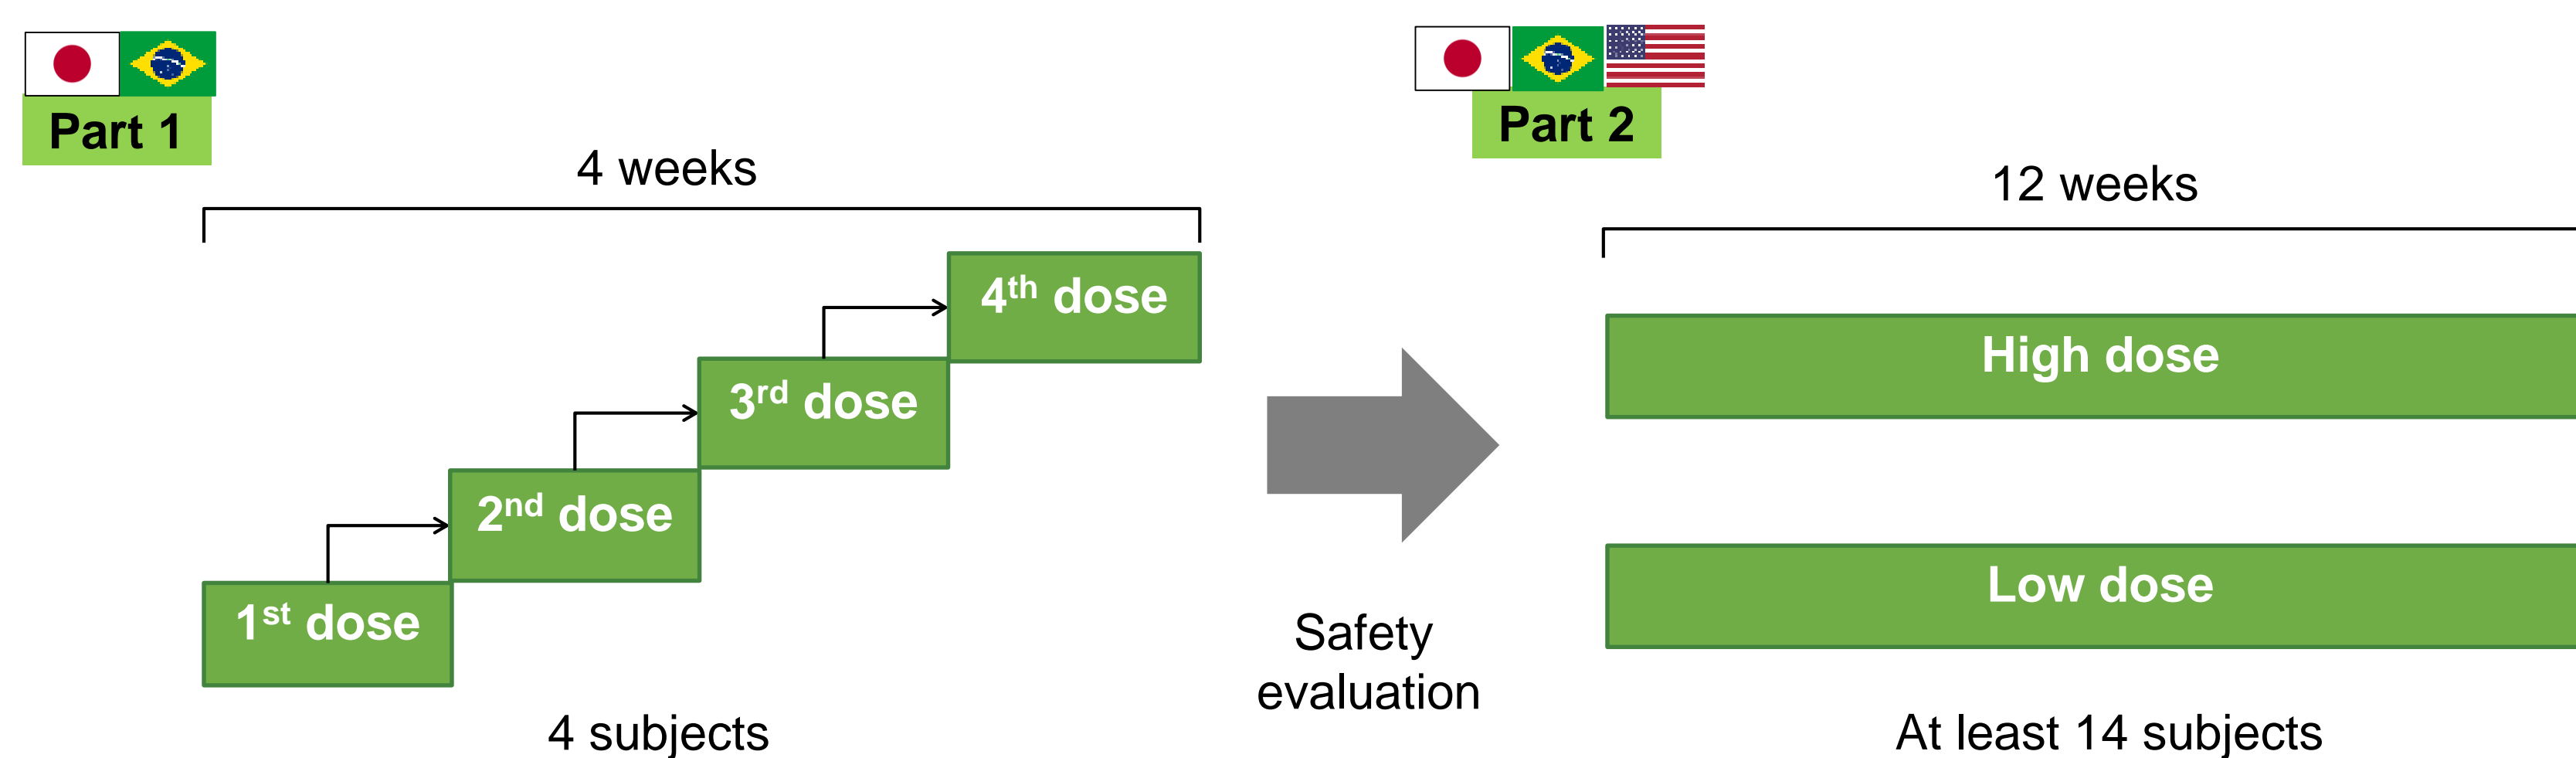 Part 1
4 weeks
1st dose
2nd dose
3rd dose
4th dose
4 subjects
Safety
evaluation
Part 2
12 weeks
High dose
Low dose
At least 14 subjects